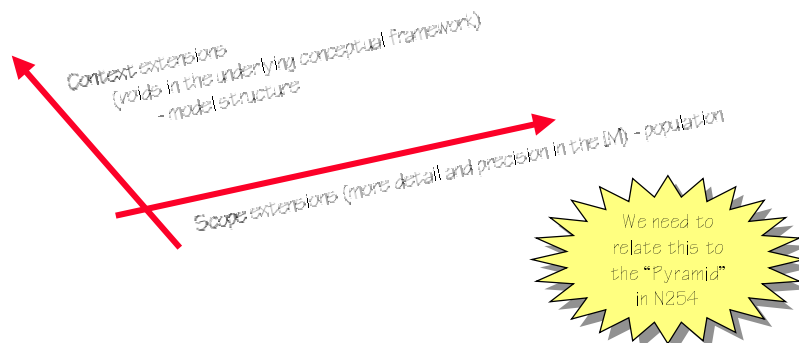 Context extensions
(voids in the underlying conceptual framework)
- model structure
Scope extensions (more detail and precision in the IM) - population
We need to
relate this to
the “Pyramid”
in N254